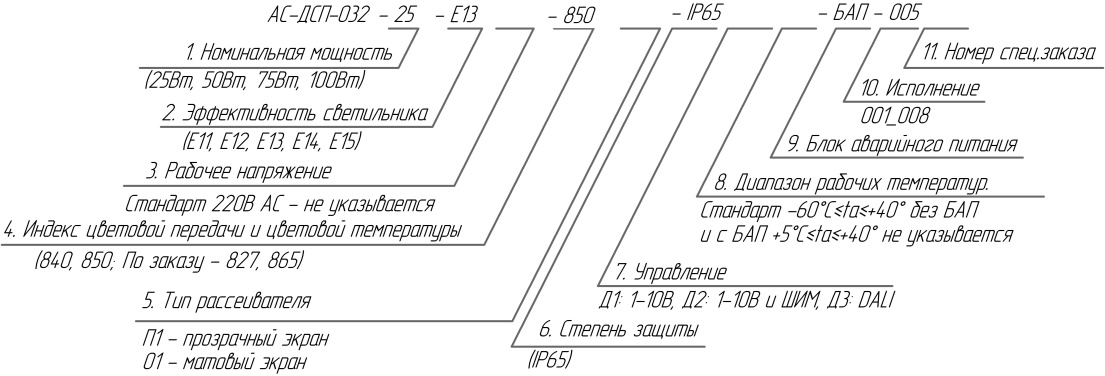 АС-ДСП-032 - 25 - Е13 - 850 - IP65 - БАП - 005
1. Номинальная мощность
(25Вт, 50Вт, 75Вт, 100Вт)
2. Эффективность светильника
(Е11, Е12, Е13, Е14, Е15)
3. Рабочее напряжение
Стандарт 220В АС - не указывается
4. Индекс цветовой передачи и цветовой температуры
(840, 850; По заказу - 827, 865)
5. Тип рассеивателя
П1 - прозрачный экран
О1 - матовый экран
6. Степень защиты
(IP65)
7. Управление
Д1: 1-10В, Д2: 1-10В и ШИМ, Д3: DALI
8. Диапазон рабочих температур.
Стандарт -60°С≤ta≤+40° без БАП
и с БАП +5°С≤ta≤+40° не указывается
9. Блок аварийного питания
10. Исполнение
001_008
11. Номер спец.заказа